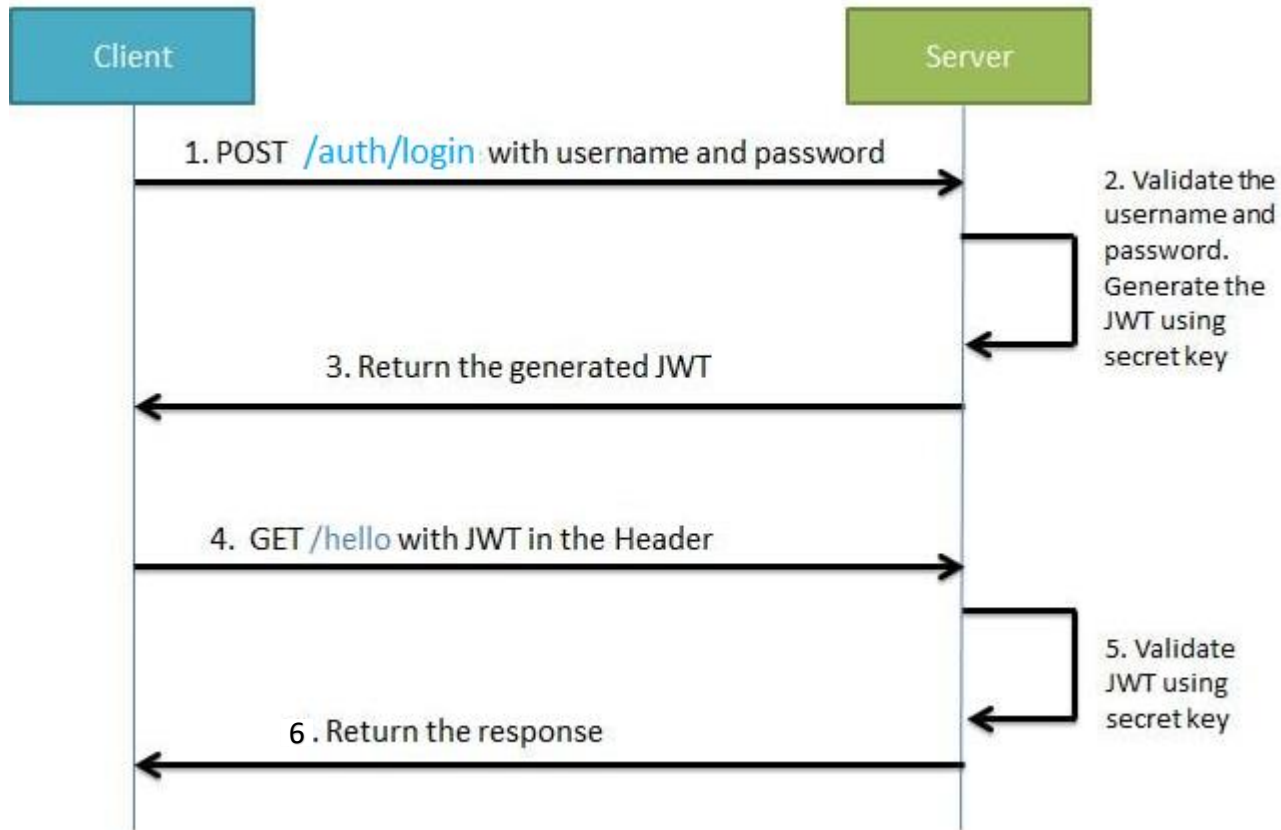 Client
Server
1. POST /auth/login with username and password
2. Validate the
username and
password.
Generate the
JWT using
secret key
3. Return the generated JWT
4. GET /hello with JWT in the Header
5. Validate
JWT using
secret key
6 . Return the response